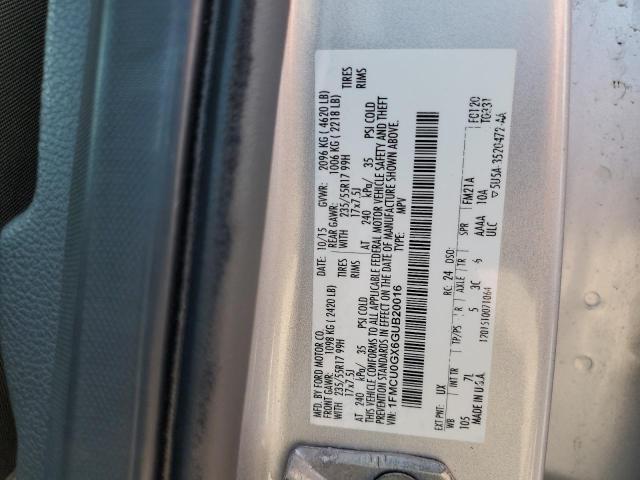 MFD. BY FORD MOTOR CO.
DATE: 10/15 GVWR: 2096 KG ( 4620 LB)
FRONT GAWR: 1098 KG ( 2420 LB) REAR GAWR: 1006 KG ( 2218 LB)
WITH 235/55R17 99H TIRES WITH 235/55R17 99H TIRES
17x7.5J RIMS 17x7.5J RIMS
AT 240 kPa/ 35 PSI COLD AT 240 kPa/ 35 PSI COLD
THIS VEHICLE CONFORMS TO ALL APPLICABLE FEDERAL MOTOR VEHICLE SAFETY AND THEFT
PREVENTION STANDARDS IN EFFECT ON THE DATE OF MANUFACTURE SHOWN ABOVE.
VIN: 1FMCU0GX6GUB20016 TYPE: MPV
EXT PNT: UX RC: 24 DSO: FM21A FC120
WB INT TR TP/PS R AXLE TR SPR
105 7L 5 3C 6 AAAA 10A
MADE IN U.S.A. ULC
5U5A-3520472-AA